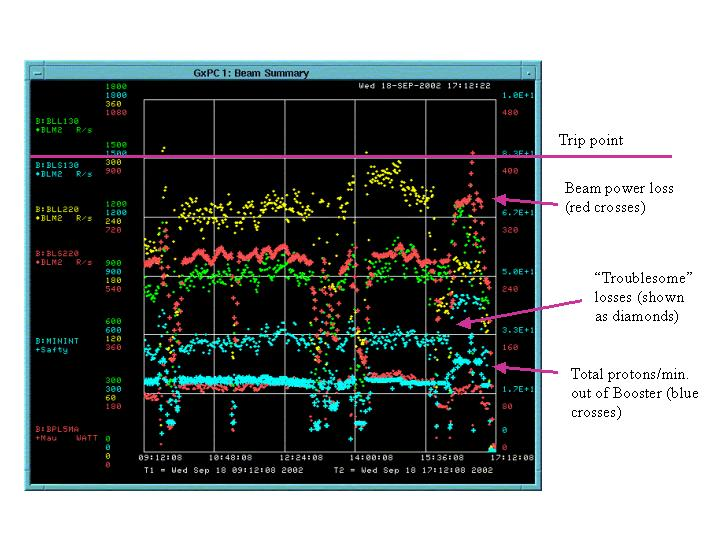 GxPC1: Beam Summary
Wed 18-SEP-2002 17:12:22
1800
1800
360
1080
B:BLL130
♦BLM2 R/s
1500
1500
300
900
B:BLS130
♦BLM2 R/s
1200
1200
240
720
B:BLL220
♦BLM2 R/s
900
900
180
540
B:BLS220
♦BLM2 R/s
600
600
120
360
B:MININT
+Safty
300
300
60
180
B:BPL5MA
+Mau WATT
0
0
0
0
1.0E+1
480
8.3E+1
400
6.7E+1
320
5.0E+1
240
3.3E+1
160
1.7E+1
80
0
0
09:12:08 10:48:08 12:24:08 14:00:08 15:36:08 17:12:08
T1 = Wed Sep 18 09:12:08 2002 T2 = Wed Sep 18 17:12:08 2002
Trip point
Beam power loss
(red crosses)
“Troublesome”
losses (shown
as diamonds)
Total protons/min.
out of Booster (blue
crosses)